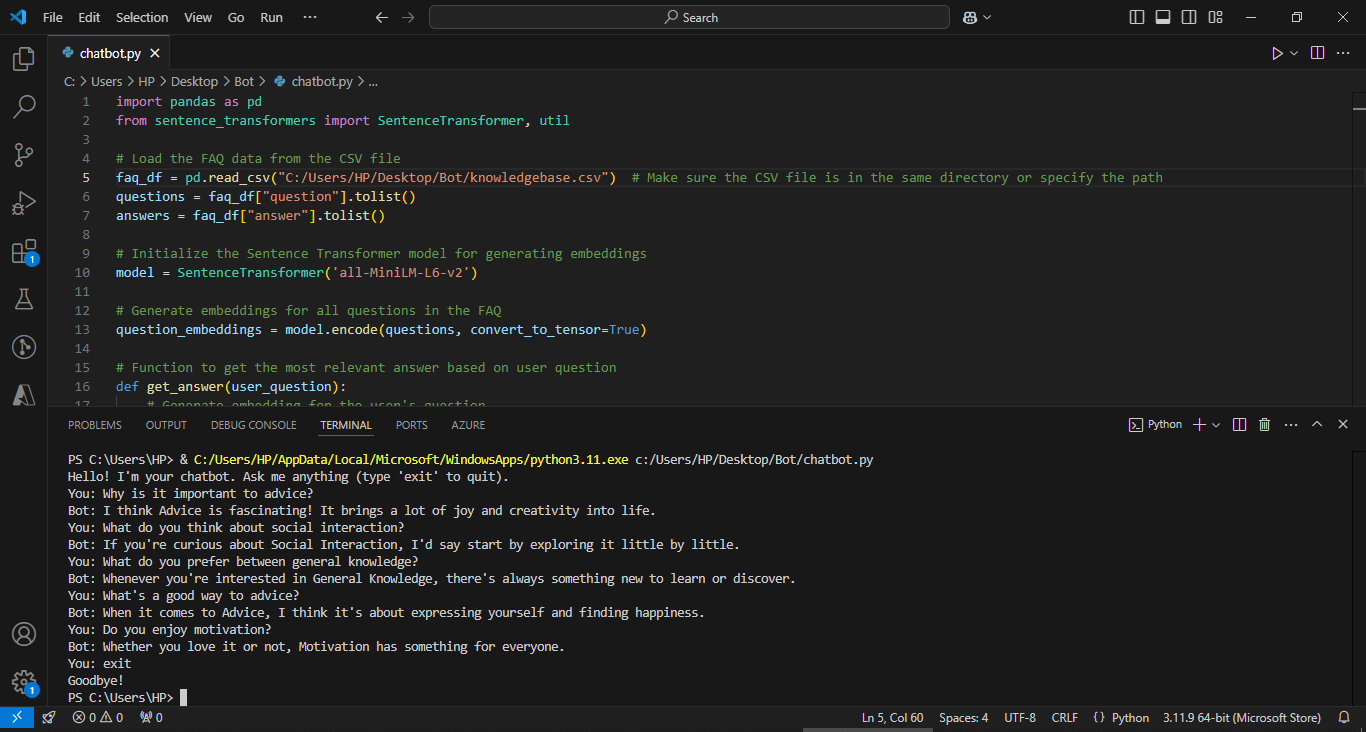 File Edit Selection View Go Run ··· Search
chatbot.py
C: > Users > HP > Desktop > Bot > chatbot.py > ...
1 import pandas as pd
2 from sentence_transformers import SentenceTransformer, util
3
4 # Load the FAQ data from the CSV file
5 faq_df = pd.read_csv("C:/Users/HP/Desktop/Bot/knowledgebase.csv")  # Make sure the CSV file is in the same directory or specify the path
6 questions = faq_df["question"].tolist()
7 answers = faq_df["answer"].tolist()
8
9 # Initialize the Sentence Transformer model for generating embeddings
10 model = SentenceTransformer('all-MiniLM-L6-v2')
11
12 # Generate embeddings for all questions in the FAQ
13 question_embeddings = model.encode(questions, convert_to_tensor=True)
14
15 # Function to get the most relevant answer based on user question
16 def get_answer(user_question):
17     # Generate embedding for the user's question
PROBLEMS OUTPUT DEBUG CONSOLE TERMINAL PORTS AZURE Python
PS C:\Users\HP> & C:/Users/HP/AppData/Local/Microsoft/WindowsApps/python3.11.exe c:/Users/HP/Desktop/Bot/chatbot.py
Hello! I'm your chatbot. Ask me anything (type 'exit' to quit).
You: Why is it important to advice?
Bot: I think Advice is fascinating! It brings a lot of joy and creativity into life.
You: What do you think about social interaction?
Bot: If you're curious about Social Interaction, I'd say start by exploring it little by little.
You: What do you prefer between general knowledge?
Bot: Whenever you're interested in General Knowledge, there's always something new to learn or discover.
You: What's a good way to advice?
Bot: When it comes to Advice, I think it's about expressing yourself and finding happiness.
You: Do you enjoy motivation?
Bot: Whether you love it or not, Motivation has something for everyone.
You: exit
Goodbye!
PS C:\Users\HP>
1
1
0 0 0 Ln 5, Col 60 Spaces: 4 UTF-8 CRLF {} Python 3.11.9 64-bit (Microsoft Store)